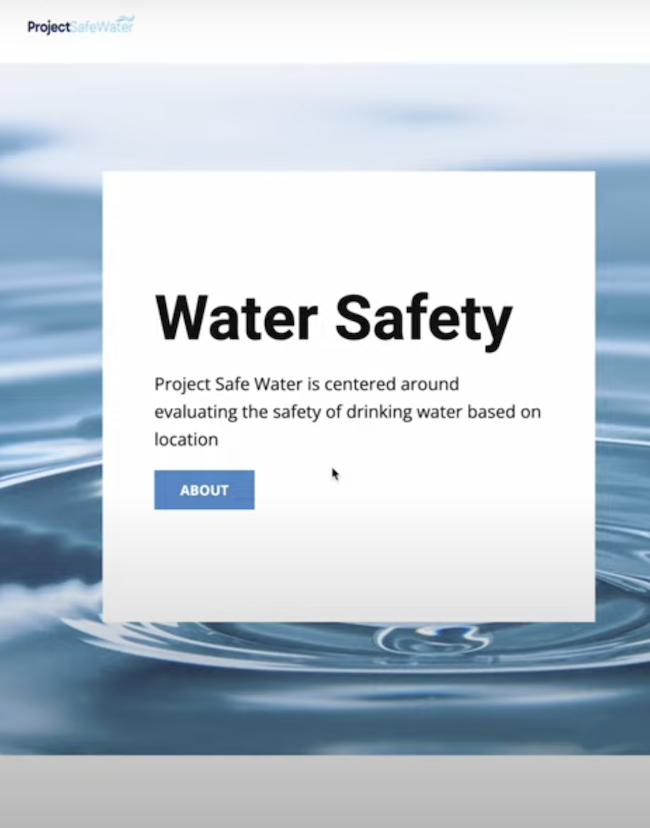 ProjectSafeWater
Water Safety
Project Safe Water is centered around
evaluating the safety of drinking water based on
location
ABOUT